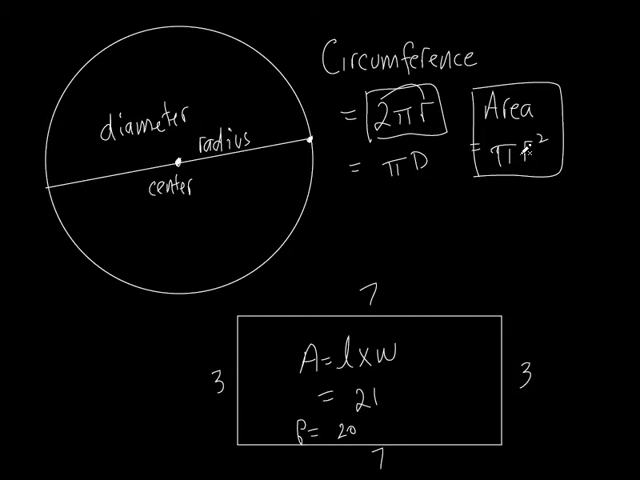 Circumference
= 2πr
= πD
Area
= πr²
diameter
radius
center
7
3
A = l x w
= 21
P = 20
3
7